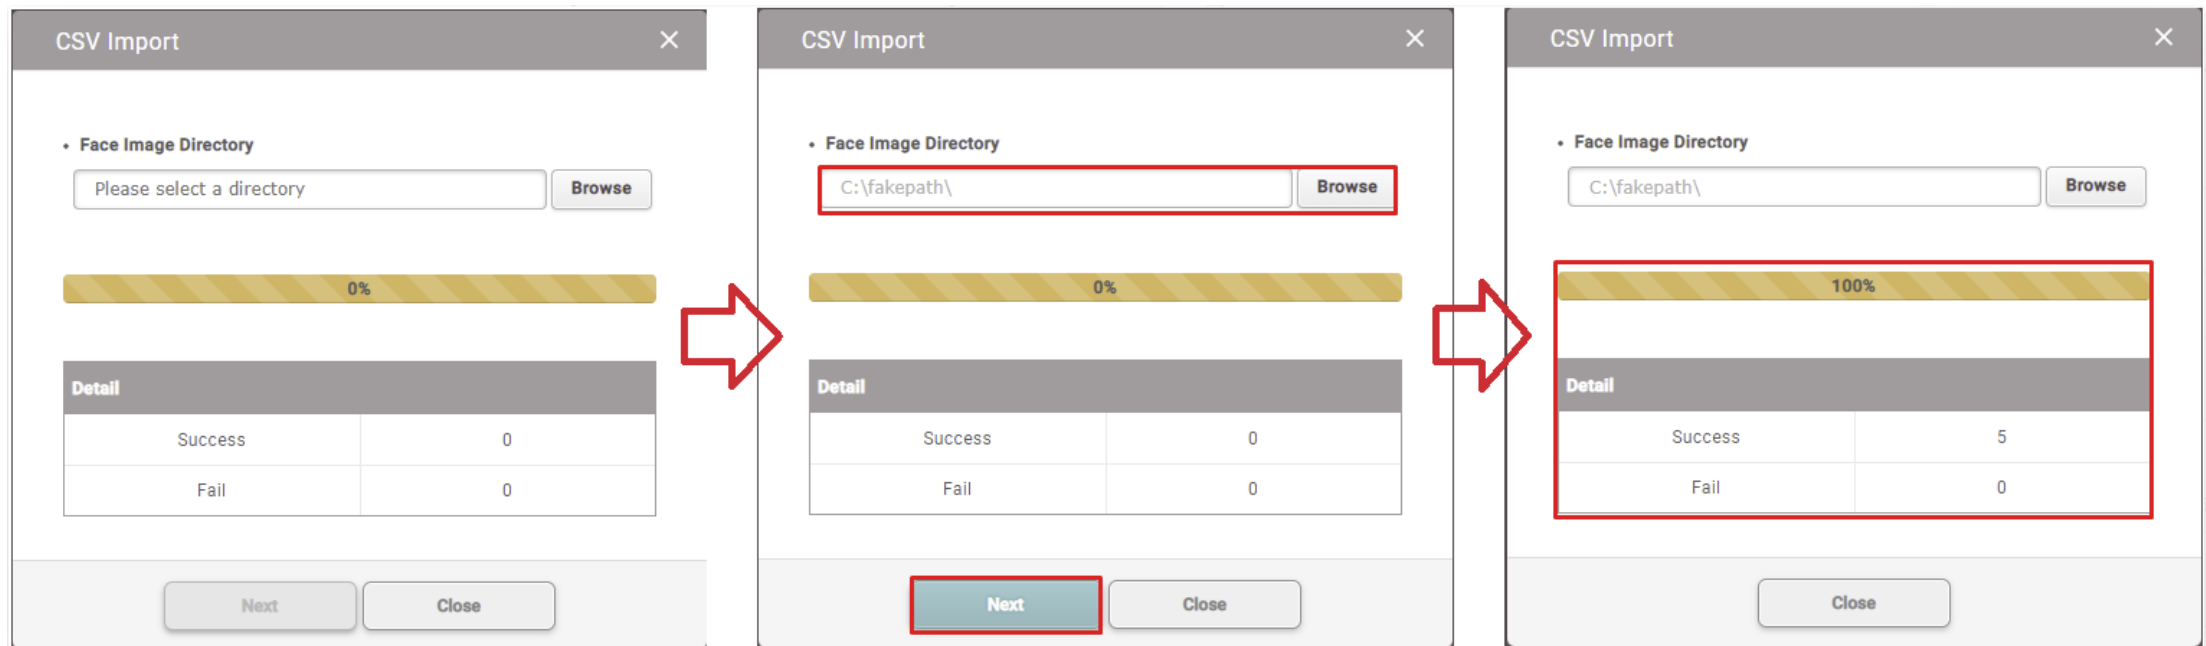 CSV Import ×
• Face Image Directory
Please select a directory Browse
0%
Detail
Success 0
Fail 0
Next Close
CSV Import ×
• Face Image Directory
C:\fakepath\ Browse
0%
Detail
Success 0
Fail 0
Next Close
CSV Import ×
• Face Image Directory
C:\fakepath\ Browse
100%
Detail
Success 5
Fail 0
Close